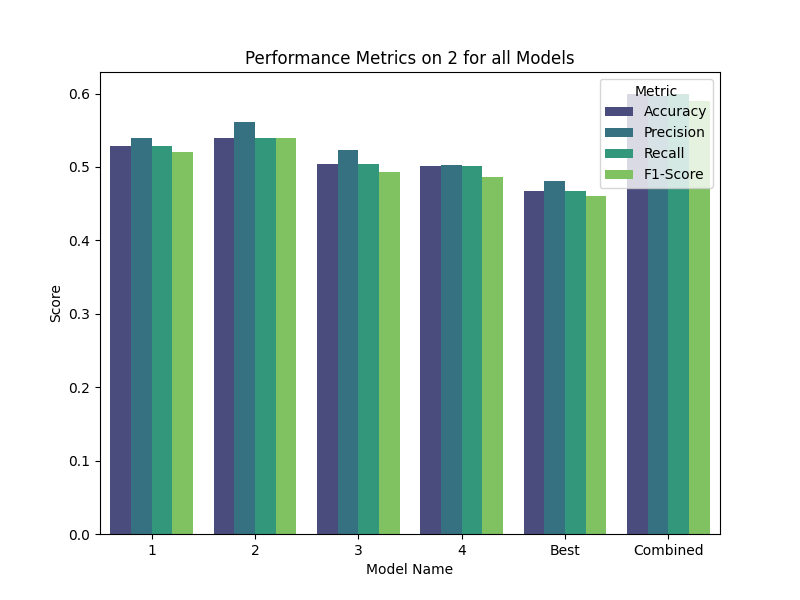 Performance Metrics on 2 for all Models
Metric
Accuracy
Precision
Recall
F1-Score
Score
0.6
0.5
0.4
0.3
0.2
0.1
0.0
1 2 3 4 Best Combined
Model Name